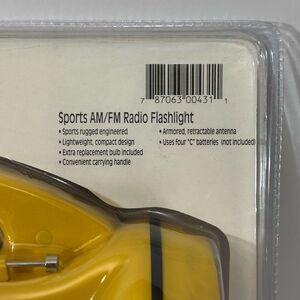 7 87063 00431 1
Sports AM/FM Radio Flashlight
• Sports rugged engineered
• Lightweight, compact design
• Extra replacement bulb included
• Convenient carrying handle
• Armored, retractable antenna
• Uses four "C" batteries (not included)